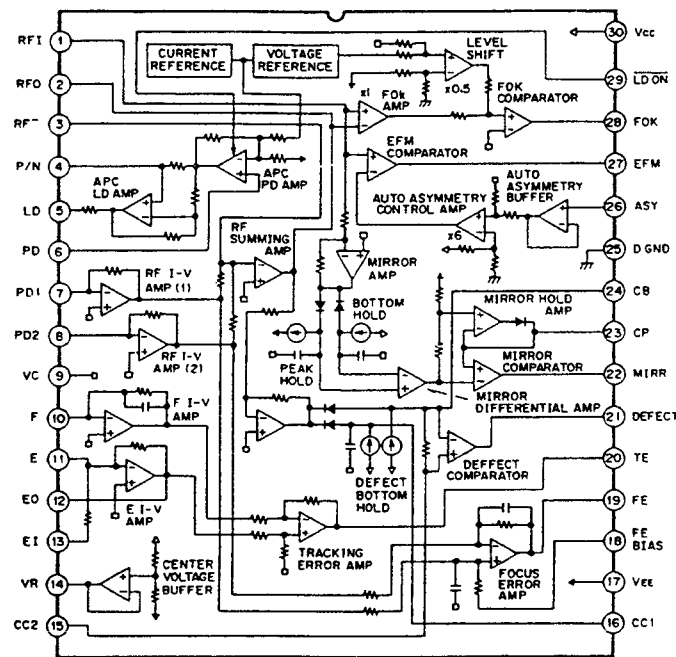 RFI 1
RFO 2
RF- 3
P/N 4
LD 5
PD 6
PD1 7
PD2 8
VC 9
F 10
E 11
EO 12
EI 13
VR 14
CC2 15
30 Vcc
29 LD ON
28 FOK
27 EFM
26 ASY
25 DGND
24 CB
23 CP
22 MIRR
21 DEFECT
20 TE
19 FE
18 FE
BIAS
17 VEE
16 CC1
CURRENT
REFERENCE
VOLTAGE
REFERENCE
LEVEL
SHIFT
x1
FOK
AMP
x0.5
FOK
COMPARATOR
EFM
COMPARATOR
AUTO
ASYMMETRY
BUFFER
AUTO ASYMMETRY
CONTROL AMP
x6
APC
LD AMP
APC
PD AMP
RF
SUMMING
AMP
MIRROR
AMP
RF I-V
AMP (1)
RF I-V
AMP (2)
BOTTOM
HOLD
PEAK
HOLD
MIRROR HOLD AMP
MIRROR
COMPARATOR
MIRROR
DIFFERENTIAL AMP
F I-V
AMP
E I-V
AMP
DEFECT
BOTTOM
HOLD
DEFFECT
COMPARATOR
TRACKING
ERROR AMP
FOCUS
ERROR
AMP
CENTER
VOLTAGE
BUFFER